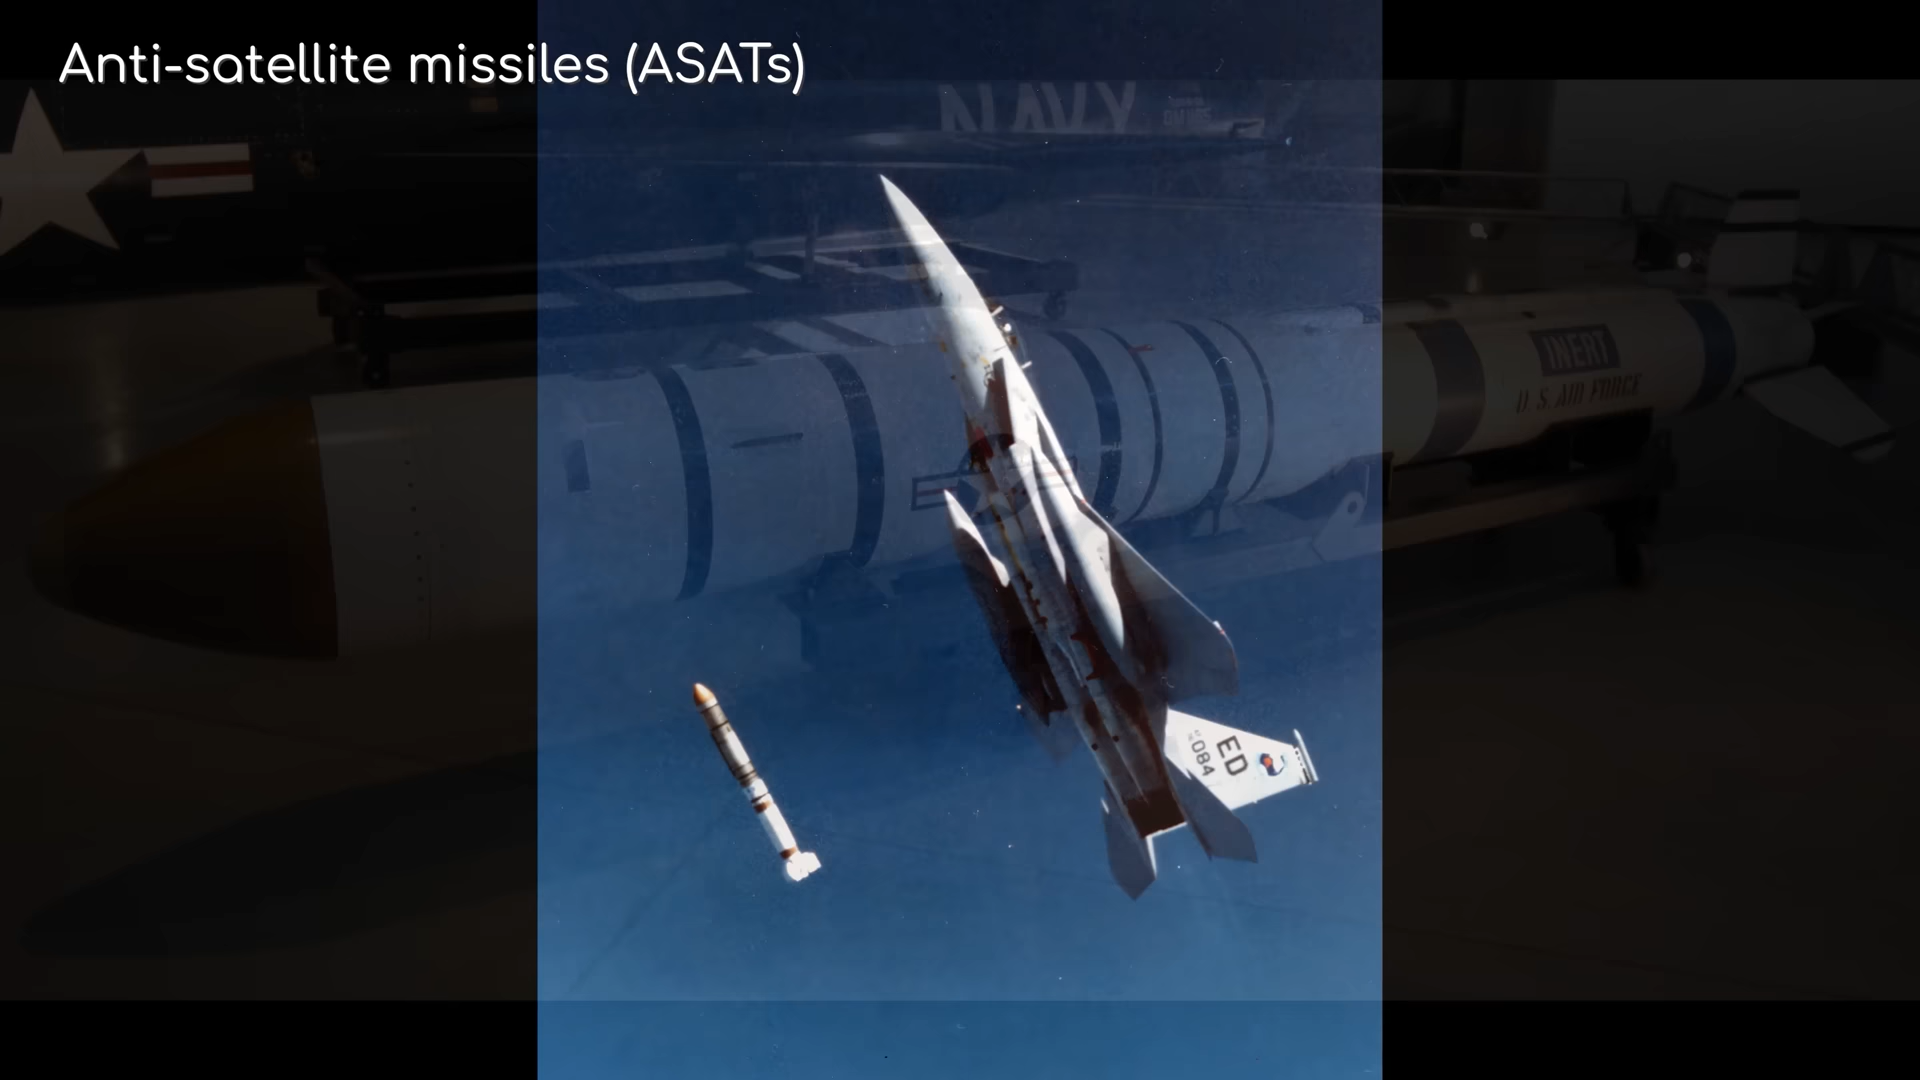 Anti-satellite missiles (ASATs)
NAVY
INERT
U.S. AIR FORCE
ED
084